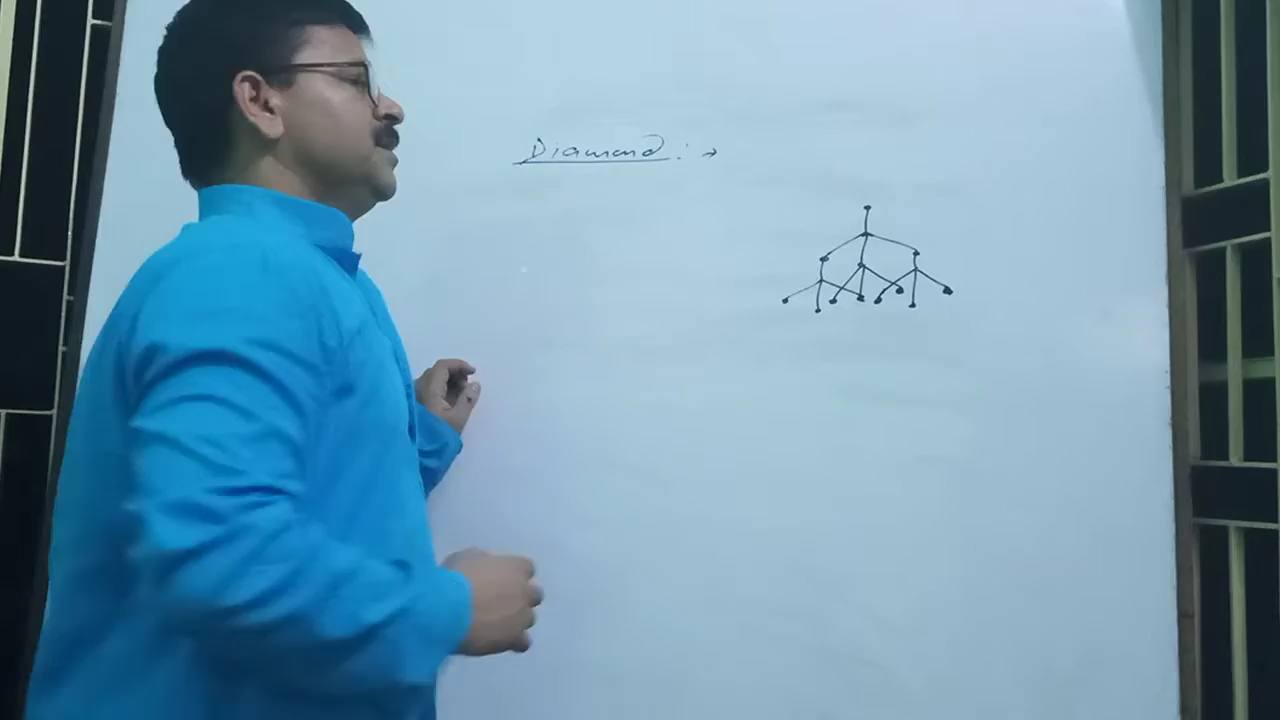 Diamond : →